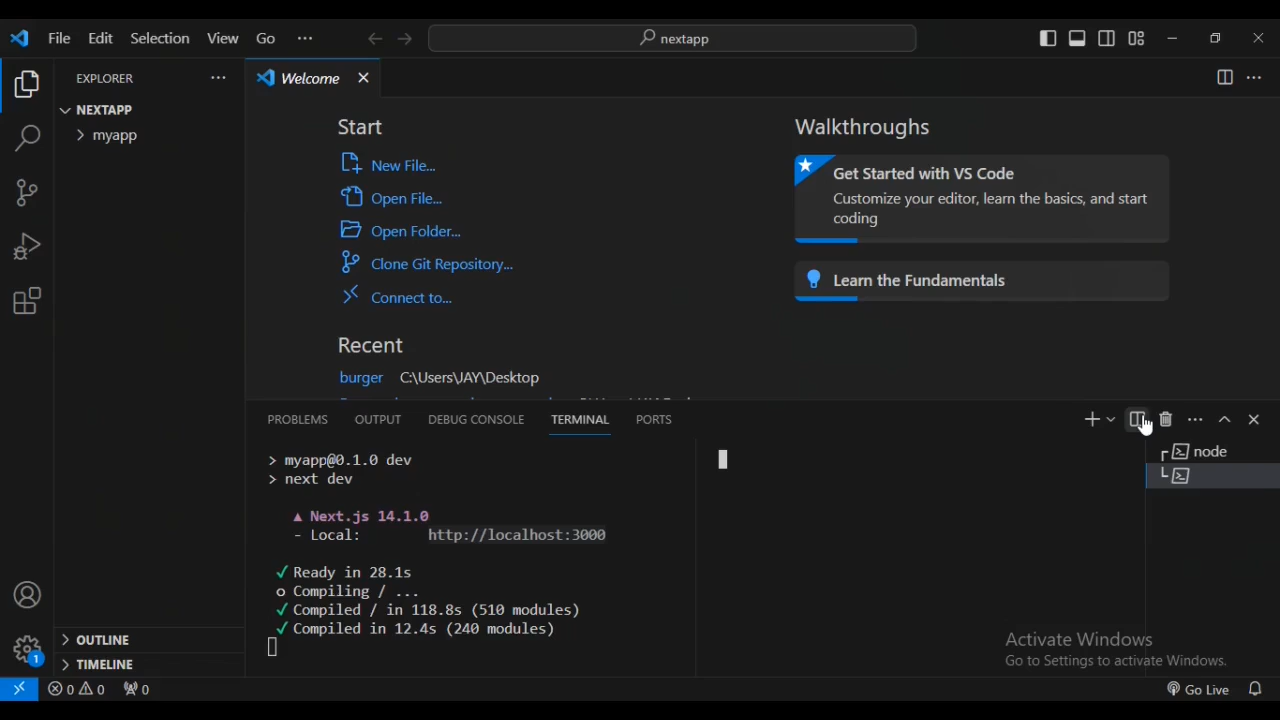 File Edit Selection View Go ... nextapp
EXPLORER ...
Welcome
NEXTAPP
myapp
Start
New File...
Open File...
Open Folder...
Clone Git Repository...
Connect to...
Recent
burger C:\Users\JAY\Desktop
Walkthroughs
Get Started with VS Code
Customize your editor, learn the basics, and start
coding
Learn the Fundamentals
PROBLEMS OUTPUT DEBUG CONSOLE TERMINAL PORTS
> myapp@0.1.0 dev
> next dev
▲ Next.js 14.1.0
- Local: http://localhost:3000
✓ Ready in 28.1s
o Compiling / ...
✓ Compiled / in 118.8s (510 modules)
✓ Compiled in 12.4s (240 modules)
node
Activate Windows
Go to Settings to activate Windows.
OUTLINE
TIMELINE
1
0 0 0 Go Live